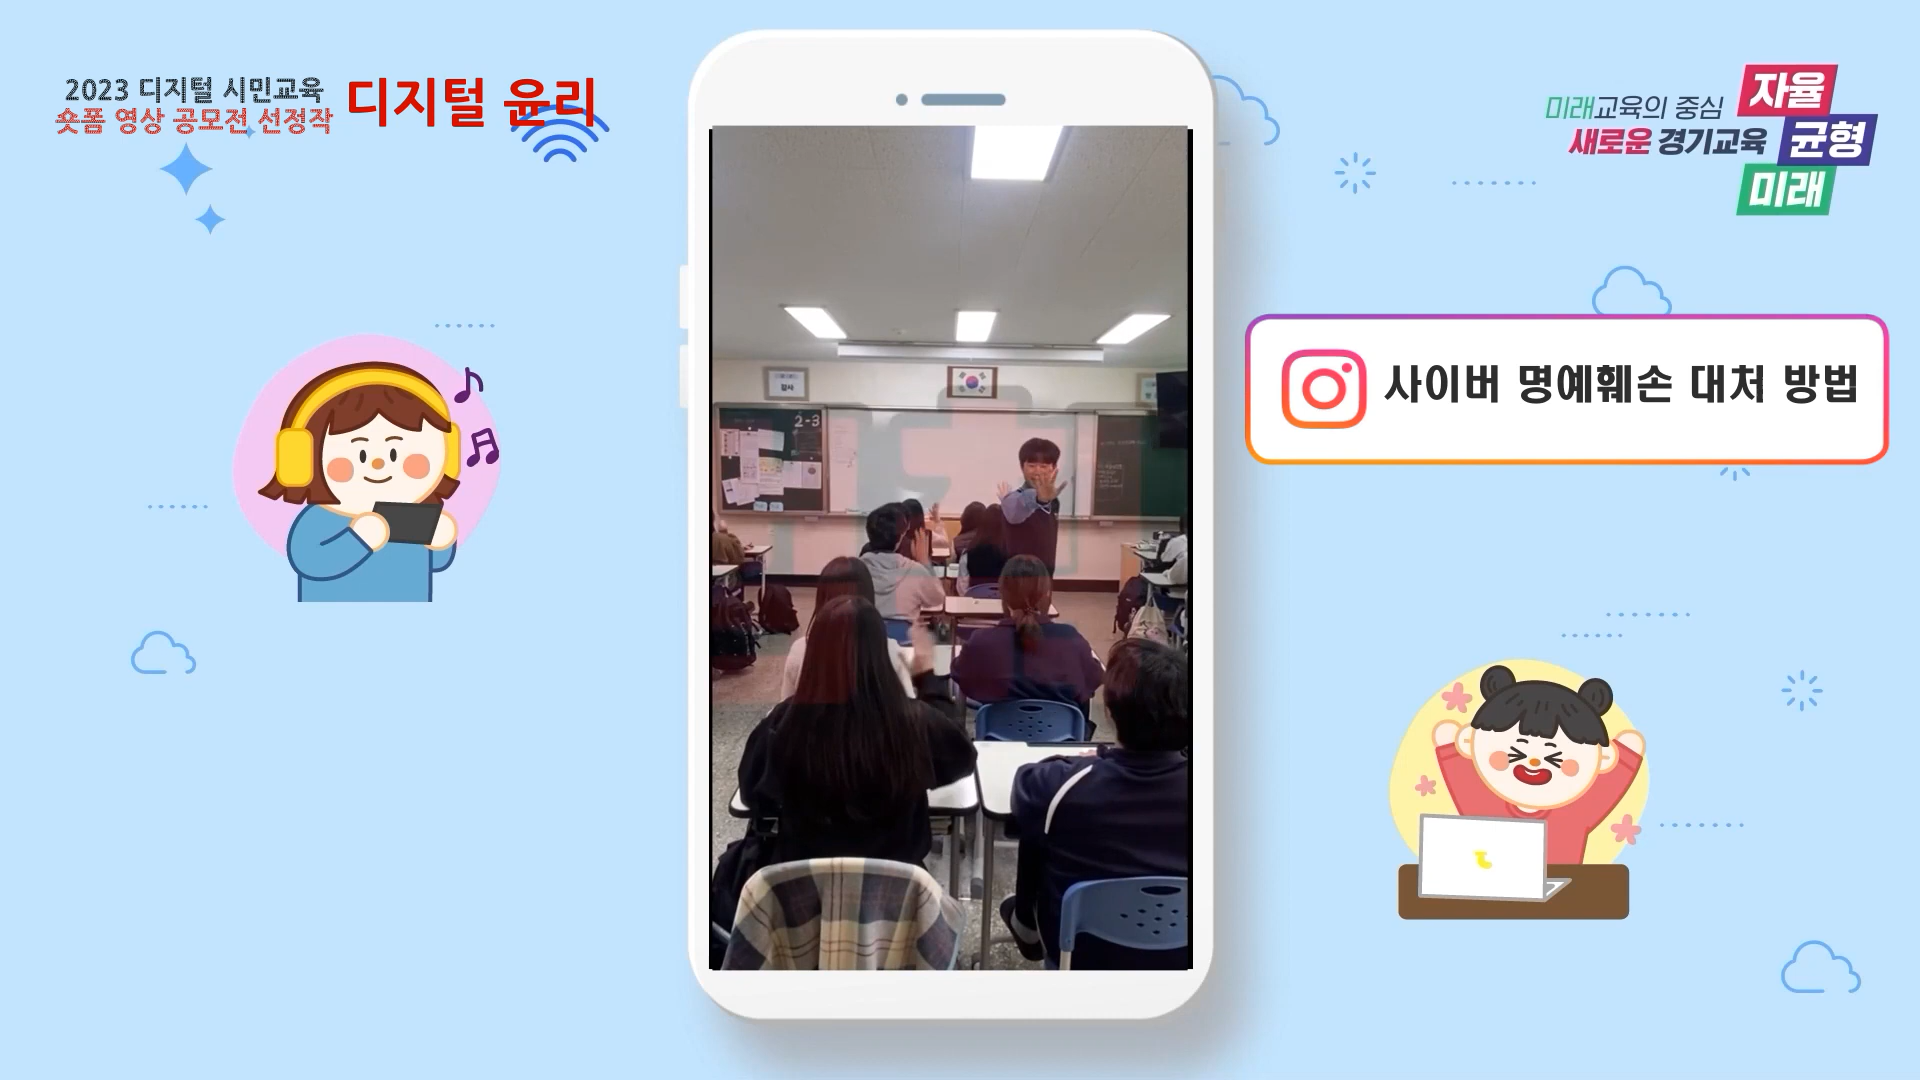 2023 디지털 시민교육
숏폼 영상 공모전 선정작
디지털 윤리
미래교육의 중심
새로운 경기교육
자율
균형
미래
사이버 명예훼손 대처 방법
2-3